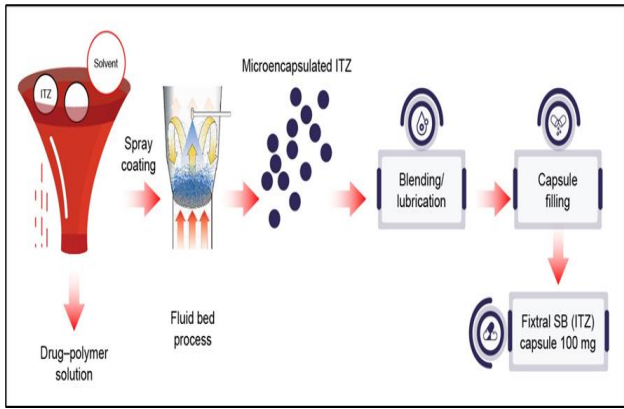 Solvent
ITZ
Microencapsulated ITZ
Spray
coating
Blending/
lubrication
Capsule
filling
Fluid bed
process
Drug–polymer
solution
Fixtral SB (ITZ)
capsule 100 mg